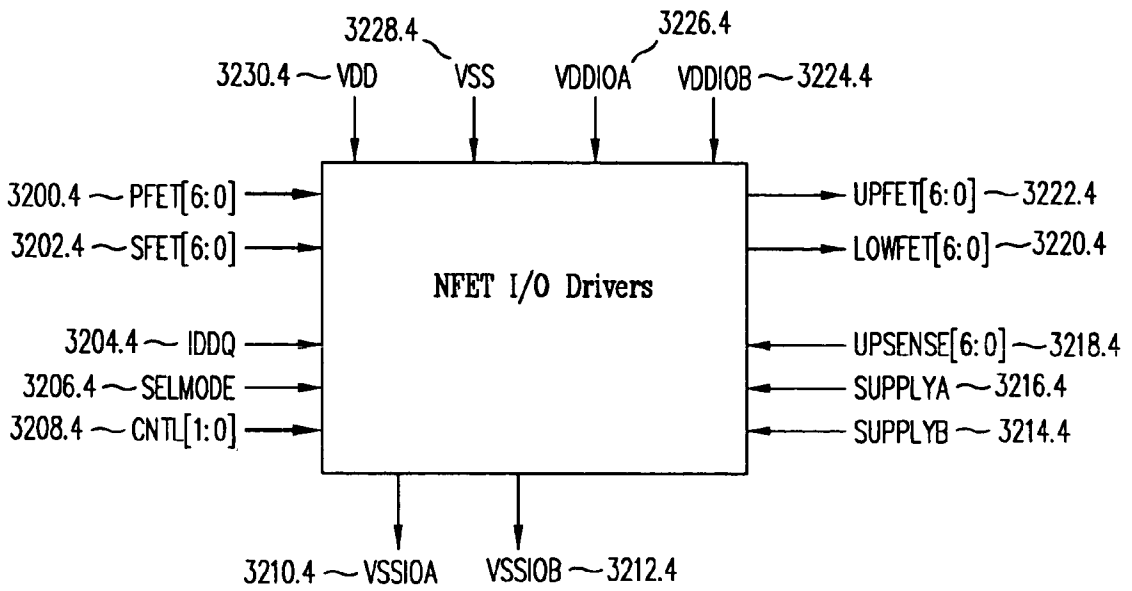 3228.4
3226.4
3230.4 ~ VDD
VSS
VDDIOA
VDDIOB ~ 3224.4
3200.4 ~ PFET[6:0]
UPFET[6:0] ~ 3222.4
3202.4 ~ SFET[6:0]
LOWFET[6:0] ~ 3220.4
NFET I/O Drivers
3204.4 ~ IDDQ
UPSENSE[6:0] ~ 3218.4
3206.4 ~ SELMODE
SUPPLYA ~ 3216.4
3208.4 ~ CNTL[1:0]
SUPPLYB ~ 3214.4
3210.4 ~ VSSIOA
VSSIOB ~ 3212.4